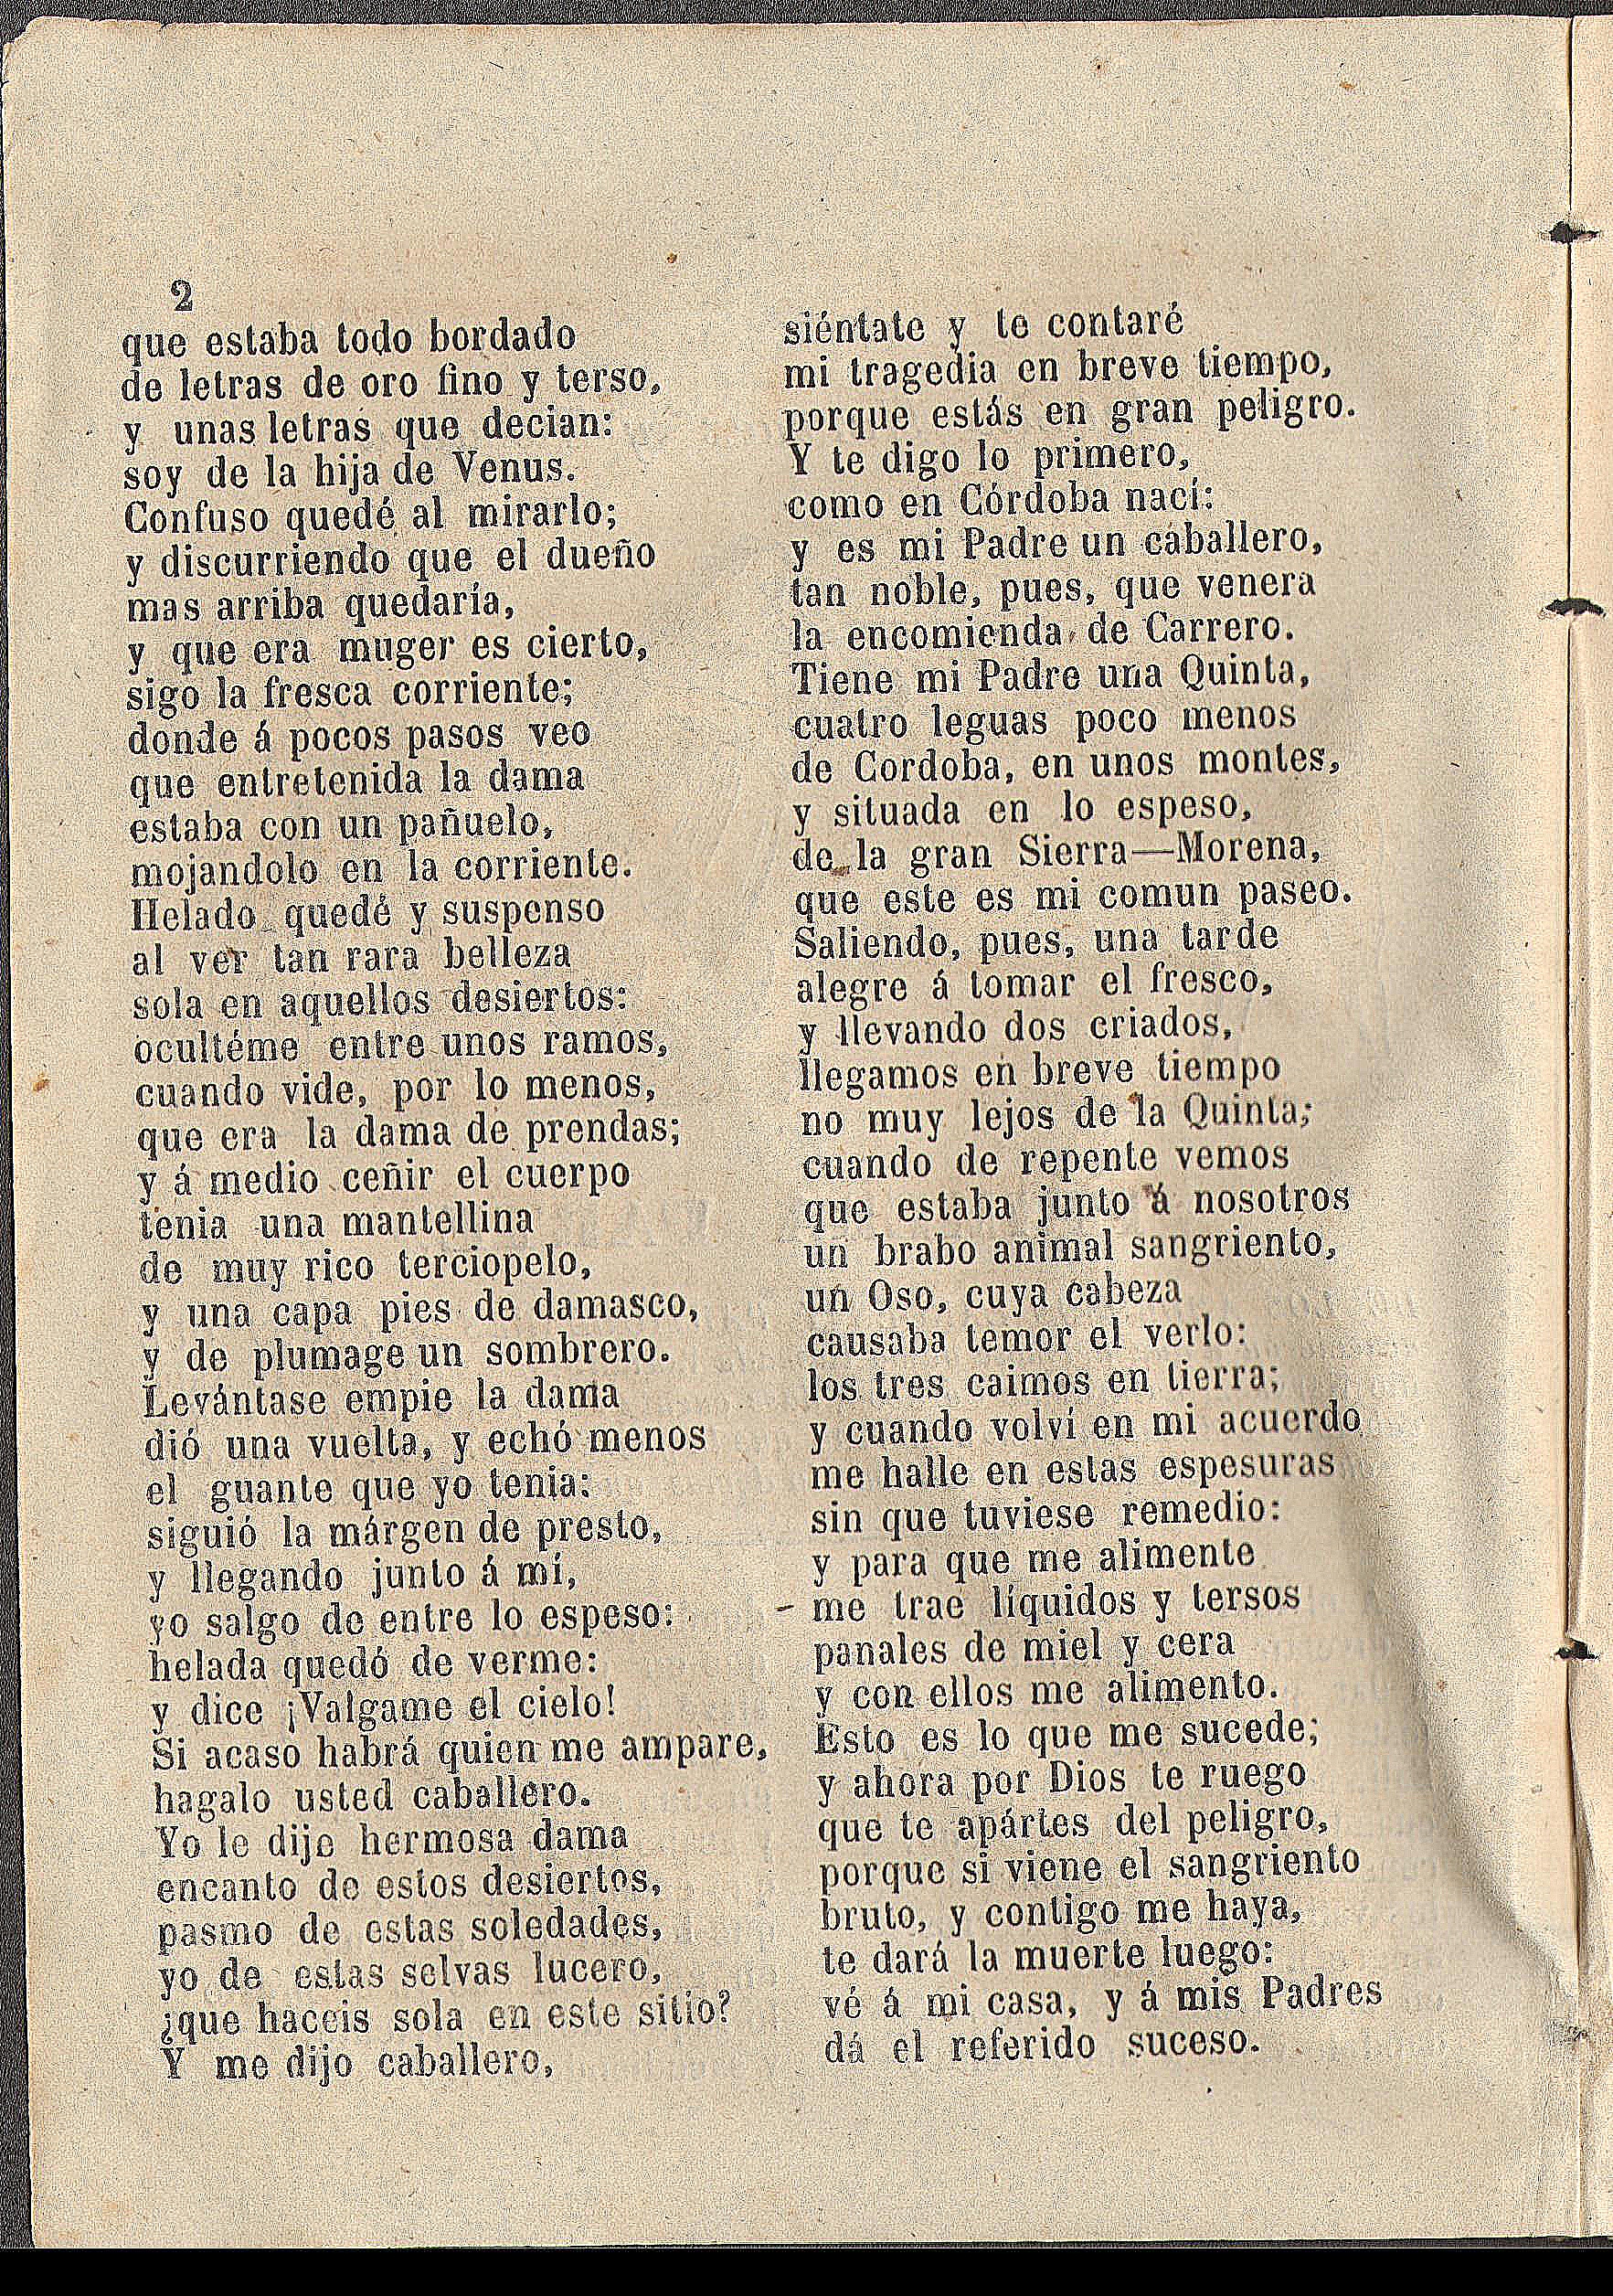 2
que estaba todo bordado
de letras de oro fino y terso,
y unas letras que decian:
soy de la hija de Venus.
Confuso quedé al mirarlo;
y discurriendo que el dueño
mas arriba quedaría,
y que era muger es cierto,
sigo la fresca corriente;
donde á pocos pasos veo
que entretenida la dama
estaba con un pañuelo,
mojandolo en la corriente.
Helado quedé y suspenso
al ver tan rara belleza
sola en aquellos desiertos:
ocultéme entre unos ramos,
cuando vide, por lo menos,
que era la dama de prendas;
y á medio ceñir el cuerpo
tenia una mantellina
de muy rico terciopelo,
y una capa pies de damasco,
y de plumage un sombrero.
Levántase empie la dama
dió una vuelta, y echó menos
el guante que yo tenia:
siguió la márgen de presto,
y llegando junto á mí,
yo salgo de entre lo espeso:
helada quedó de verme:
y dice ¡Valgame el cielo!
Si acaso habrá quien me ampare,
hagalo usted caballero.
Yo le dije hermosa dama
encanto de estos desiertos,
pasmo de estas soledades,
yo de estas selvas lucero,
¿que haceis sola en este sitio?
Y me dijo caballero,
siéntate y te contaré
mi tragedia en breve tiempo,
porque estás en gran peligro.
Y te digo lo primero,
como en Córdoba nací:
y es mi Padre un caballero,
tan noble, pues, que venera
la encomienda de Carrero.
Tiene mi Padre una Quinta,
cuatro leguas poco menos
de Cordoba, en unos montes,
y situada en lo espeso,
de la gran Sierra—Morena,
que este es mi comun paseo.
Saliendo, pues, una tarde
alegre á tomar el fresco,
y llevando dos criados,
llegamos en breve tiempo
no muy lejos de la Quinta;
cuando de repente vemos
que estaba junto á nosotros
un brabo animal sangriento,
un Oso, cuya cabeza
causaba temor el verlo:
los tres caimos en tierra;
y cuando volví en mi acuerdo
me halle en estas espesuras
sin que tuviese remedio:
y para que me alimente
me trae líquidos y tersos
panales de miel y cera
y con ellos me alimento.
Esto es lo que me sucede;
y ahora por Dios te ruego
que te apártes del peligro,
porque si viene el sangriento
bruto, y contigo me haya,
te dará la muerte luego:
vé á mi casa, y á mis Padres
dá el referido suceso.